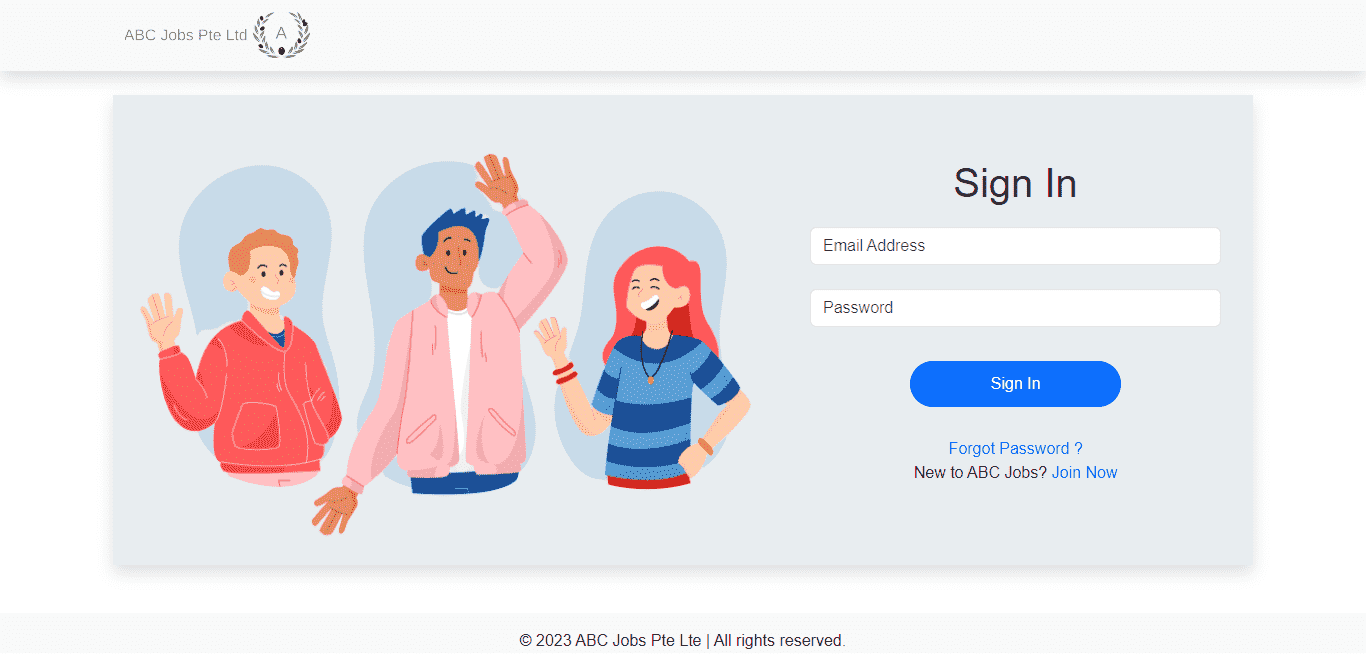 ABC Jobs Pte Ltd
A
Sign In
Email Address
Password
Sign In
Forgot Password ?
New to ABC Jobs? Join Now
© 2023 ABC Jobs Pte Lte | All rights reserved.